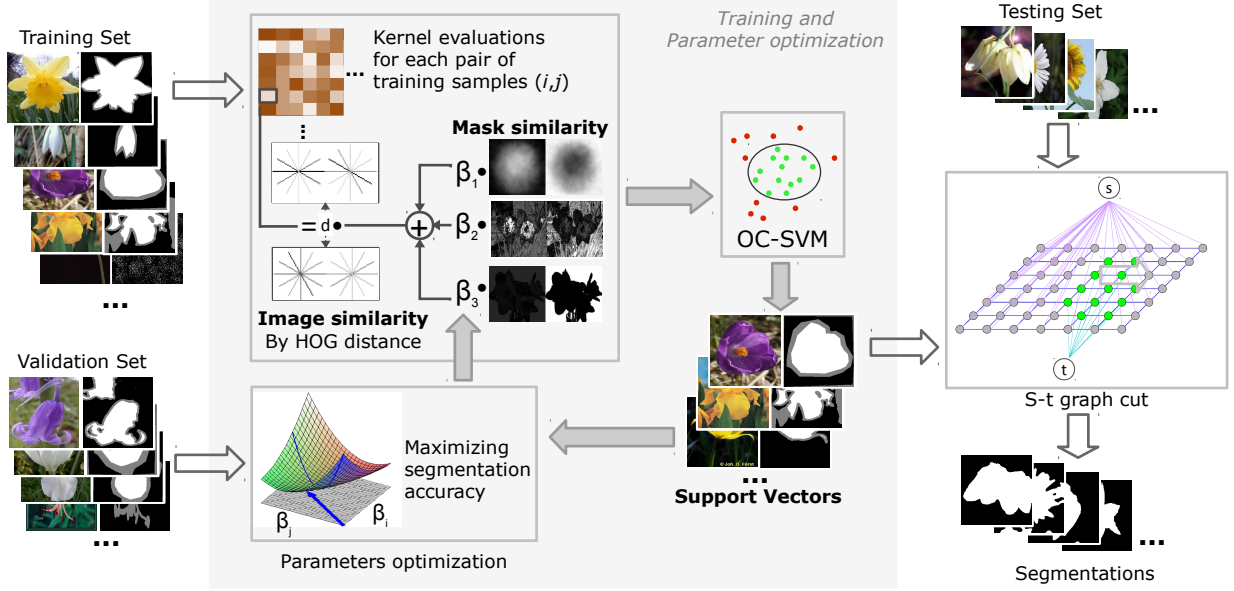 Training Set
...
Validation Set
...
Kernel evaluations
for each pair of
training samples (i,j)
...
...
Mask similarity
β1•
β2•
β3•
+
= d•
Image similarity
By HOG distance
Training and
Parameter optimization
OC-SVM
Maximizing
segmentation
accuracy
βj
βi
Parameters optimization
...
Support Vectors
Testing Set
...
s
t
S-t graph cut
...
Segmentations